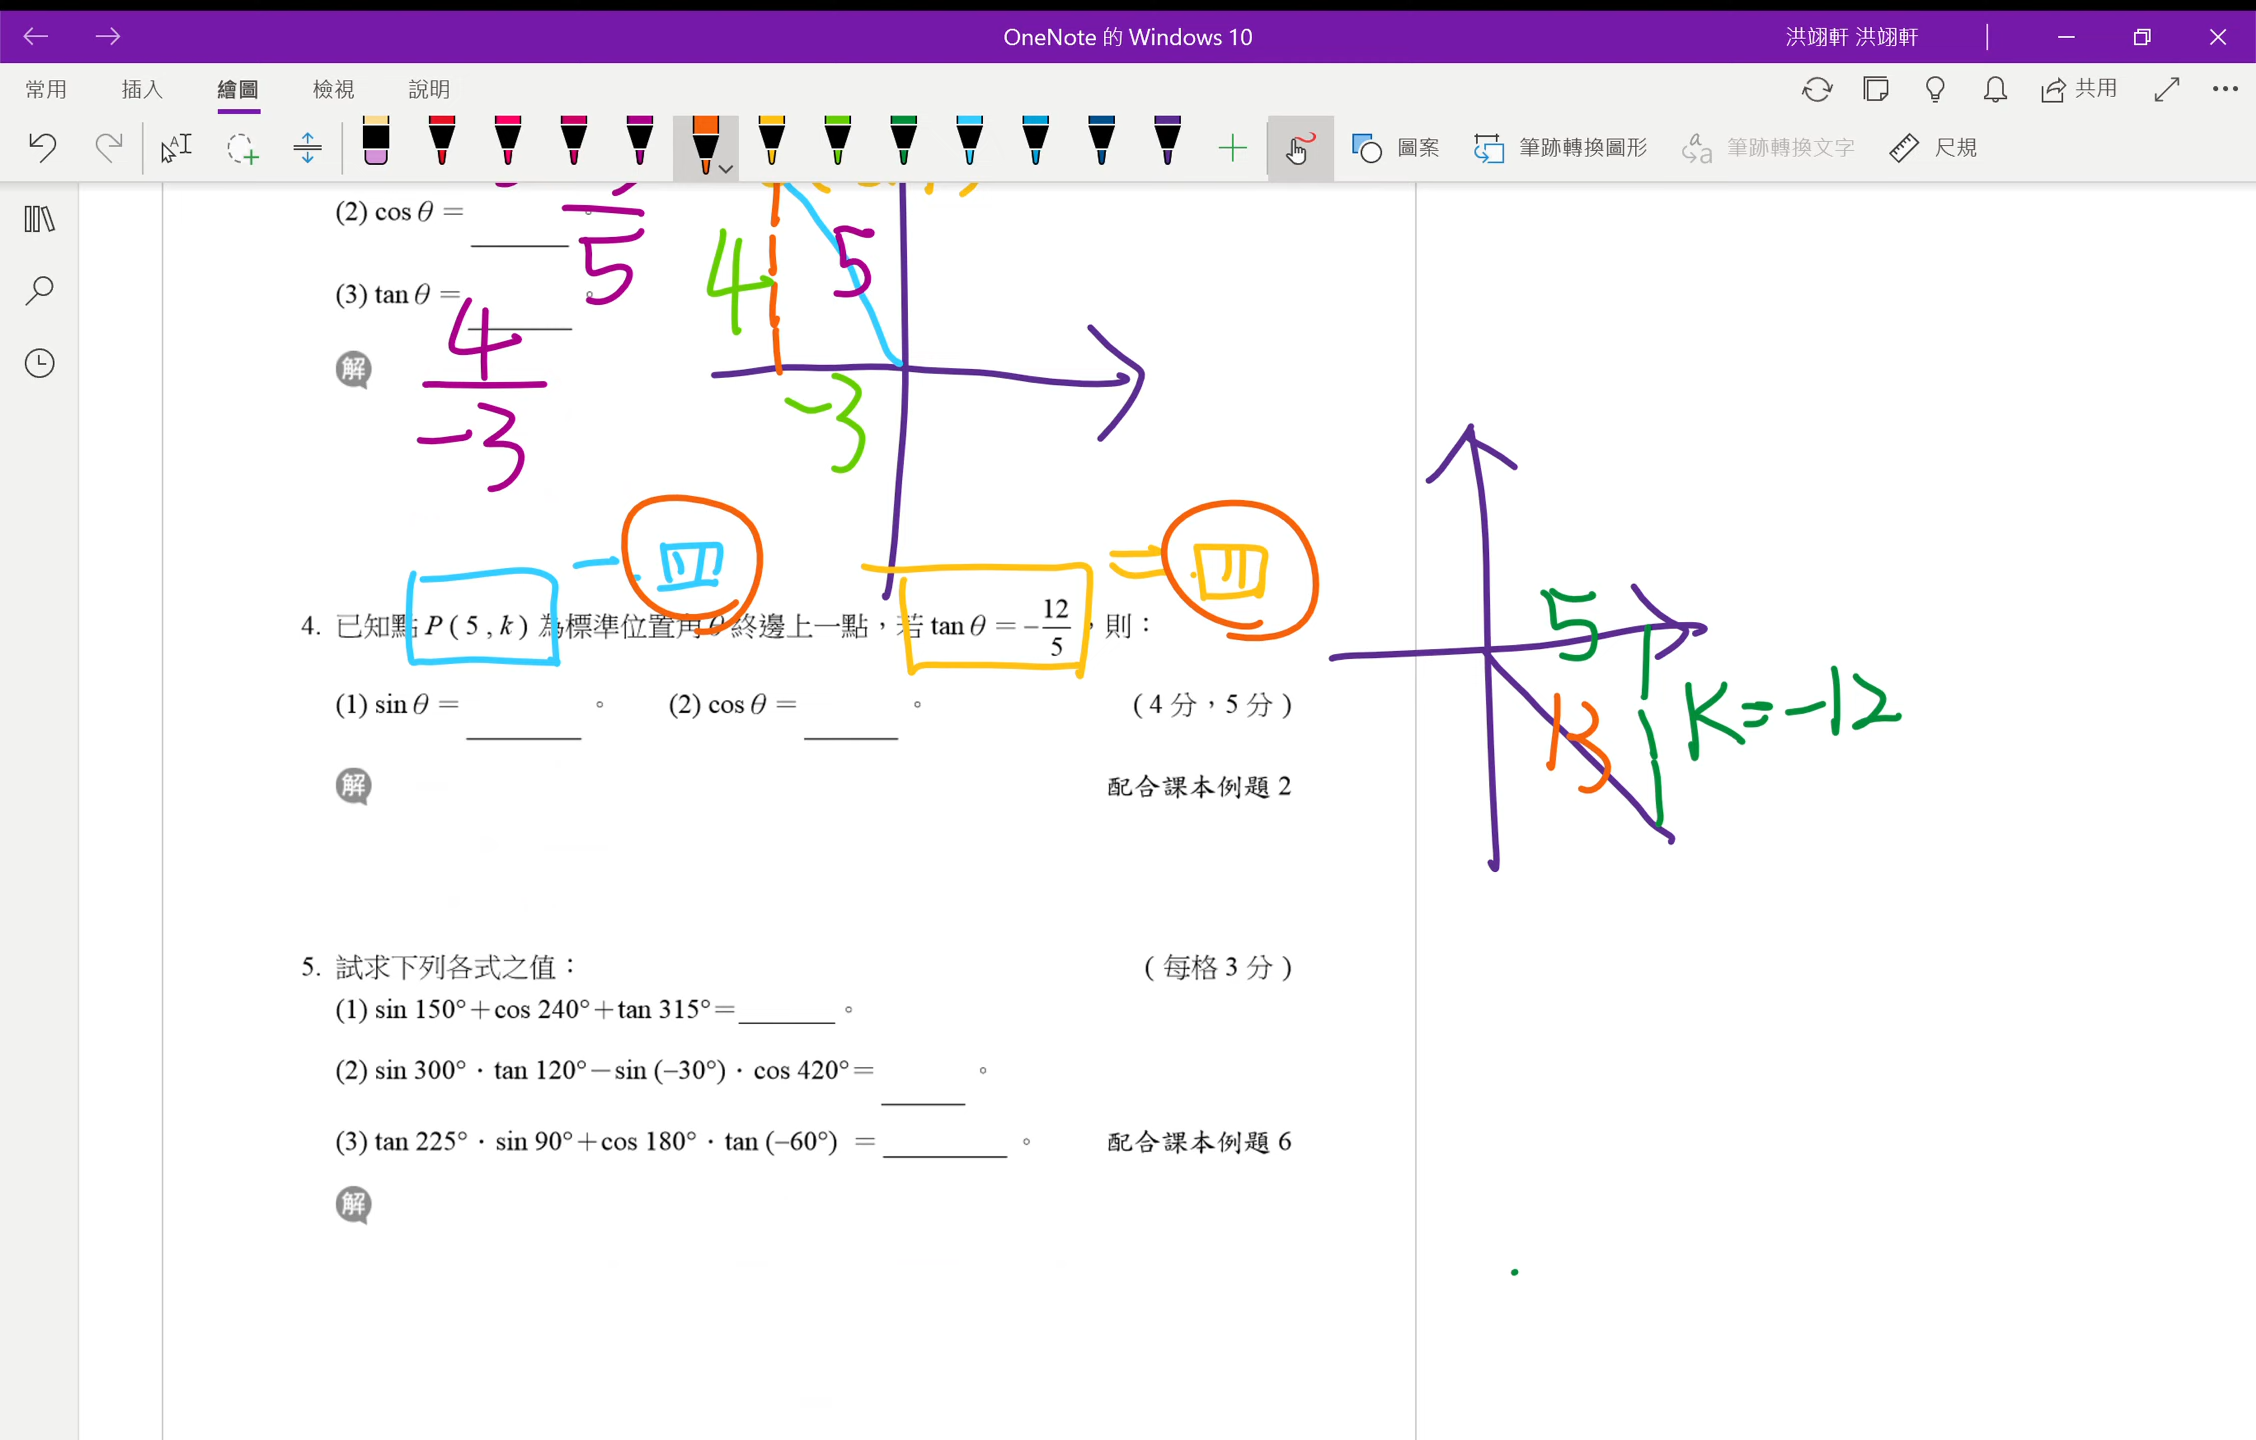 OneNote 的 Windows 10
洪翊軒 洪翊軒
常用 插入 繪圖 檢視 說明
共用
圖案 筆跡轉換圖形 筆跡轉換文字 尺規
(2) cos θ = ____ 。
5
4
5
(3) tan θ = ____ 。
4
-3
解
-3
四
四
4. 已知點 P ( 5 , k ) 為標準位置角 θ 終邊上一點，若 tan θ = -12/5，則：
(1) sin θ = ____ 。 (2) cos θ = ____ 。 ( 4 分，5 分 )
解 配合課本例題 2
5
K=-12
13
5. 試求下列各式之值： ( 每格 3 分 )
(1) sin 150°+cos 240°+tan 315°=____ 。
(2) sin 300°．tan 120°－sin (–30°)．cos 420°= ____ 。
(3) tan 225°．sin 90°+cos 180°．tan (–60°) = ____ 。 配合課本例題 6
解